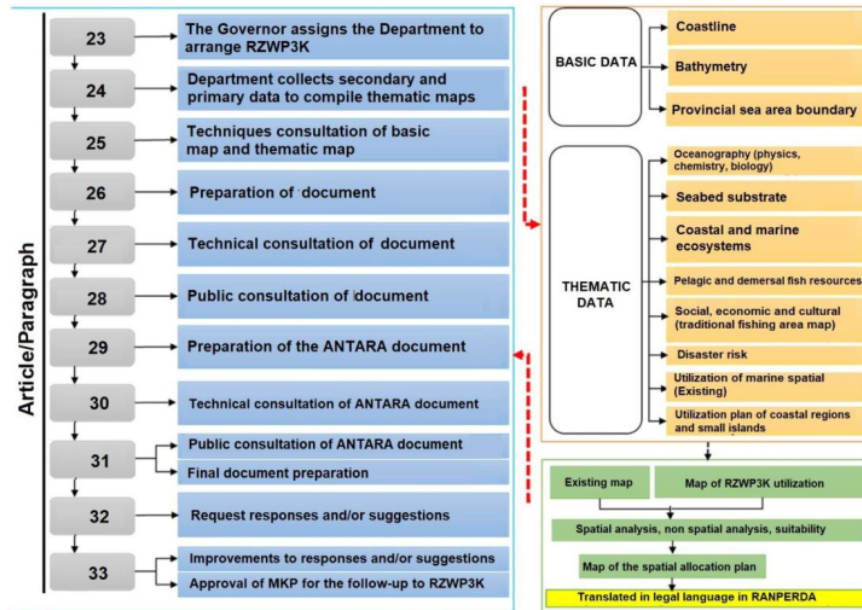 Article/Paragraph
23
The Governor assigns the Department to
arrange RZWP3K
24
Department collects secondary and
primary data to compile thematic maps
25
Techniques consultation of basic
map and thematic map
26
Preparation of document
27
Technical consultation of document
28
Public consultation of document
29
Preparation of the ANTARA document
30
Technical consultation of ANTARA document
31
Public consultation of ANTARA document
Final document preparation
32
Request responses and/or suggestions
33
Improvements to responses and/or suggestions
Approval of MKP for the follow-up to RZWP3K
BASIC DATA
Coastline
Bathymetry
Provincial sea area boundary
THEMATIC
DATA
Oceanography (physics,
chemistry, biology)
Seabed substrate
Coastal and marine
ecosystems
Pelagic and demersal fish resources
Social, economic and cultural
(traditional fishing area map)
Disaster risk
Utilization of marine spatial
(Existing)
Utilization plan of coastal regions
and small islands
Existing map
Map of RZWP3K utilization
Spatial analysis, non spatial analysis, suitability
Map of the spatial allocation plan
Translated in legal language in RANPERDA